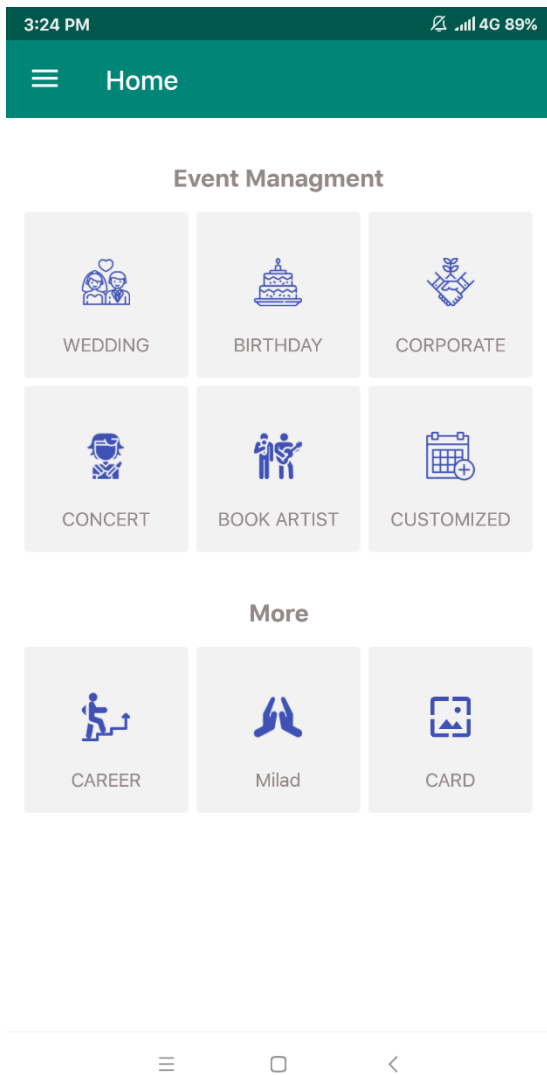 3:24 PM 4G 89%
Home
Event Managment
WEDDING BIRTHDAY CORPORATE
CONCERT BOOK ARTIST CUSTOMIZED
More
CAREER Milad CARD